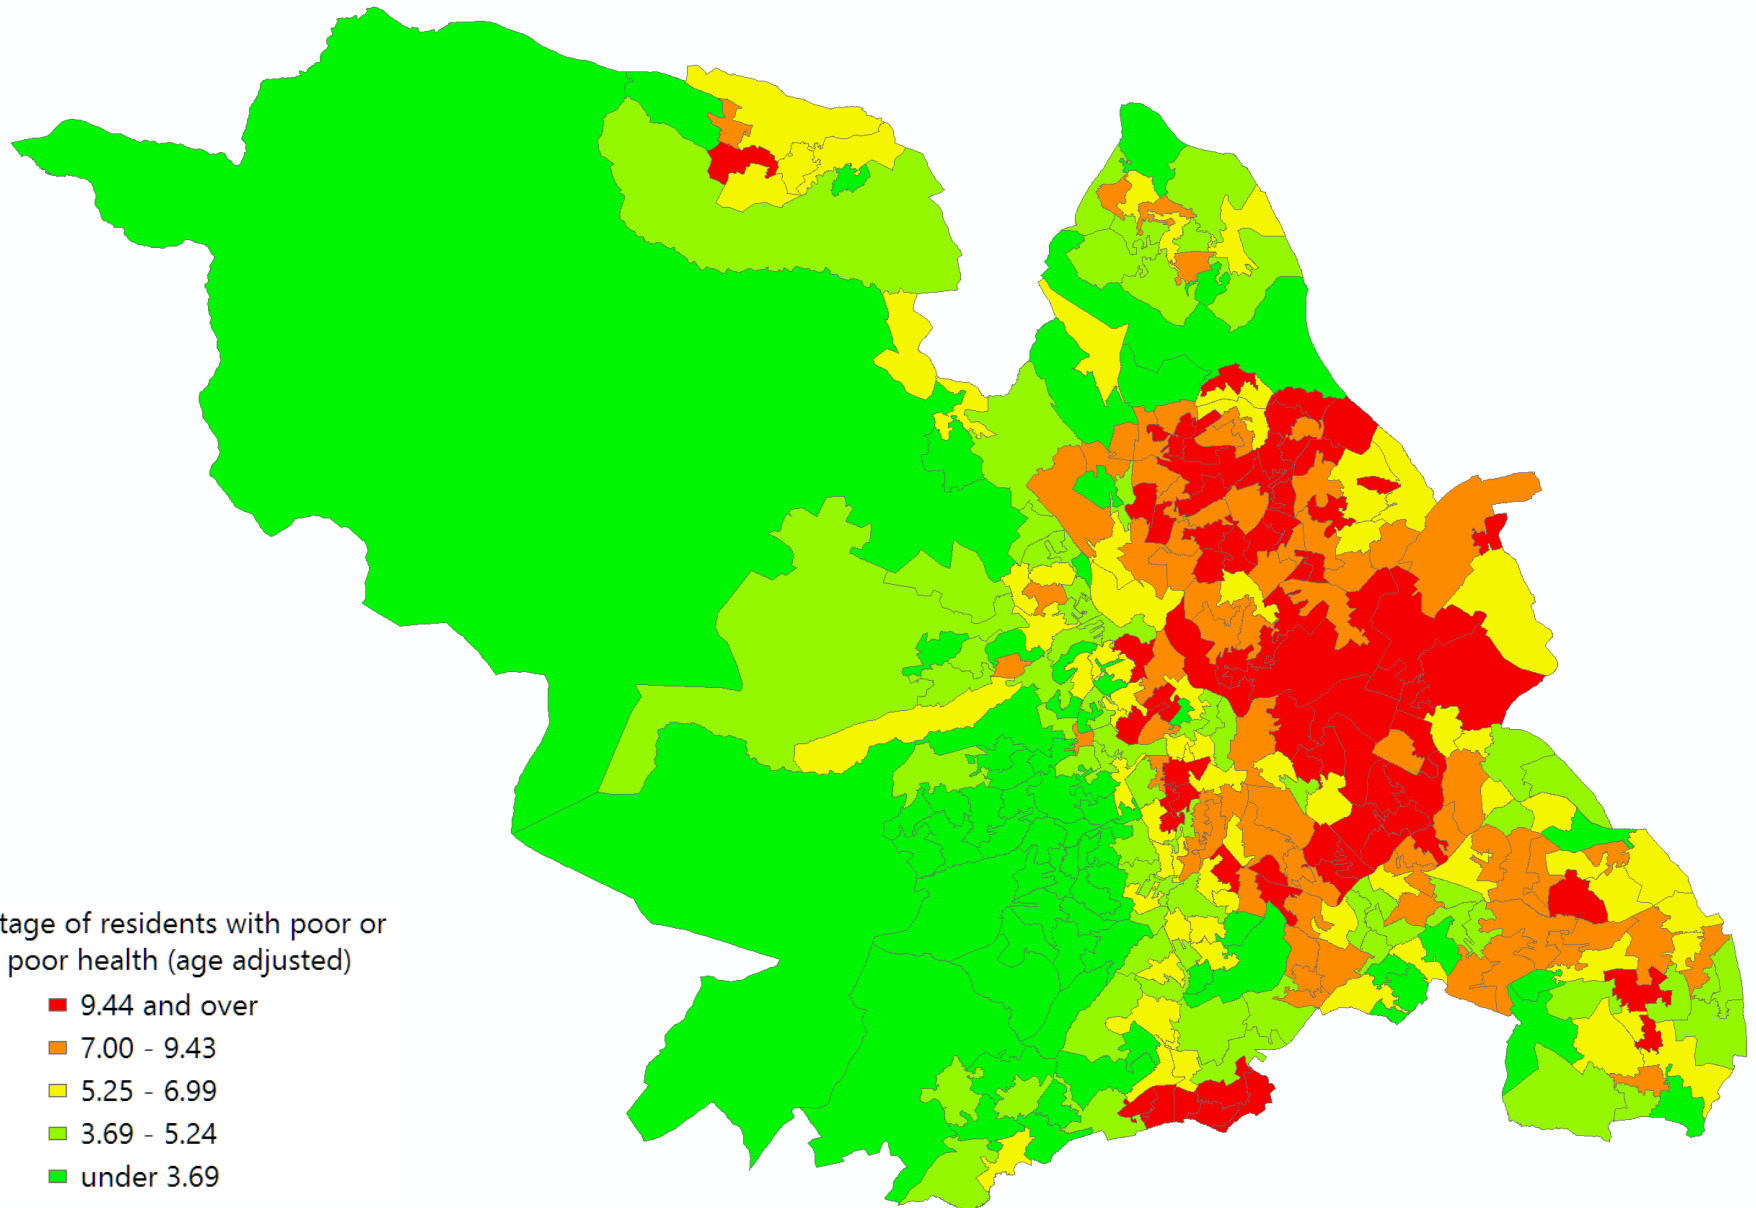 tage of residents with poor or
poor health (age adjusted)
9.44 and over
7.00 - 9.43
5.25 - 6.99
3.69 - 5.24
under 3.69